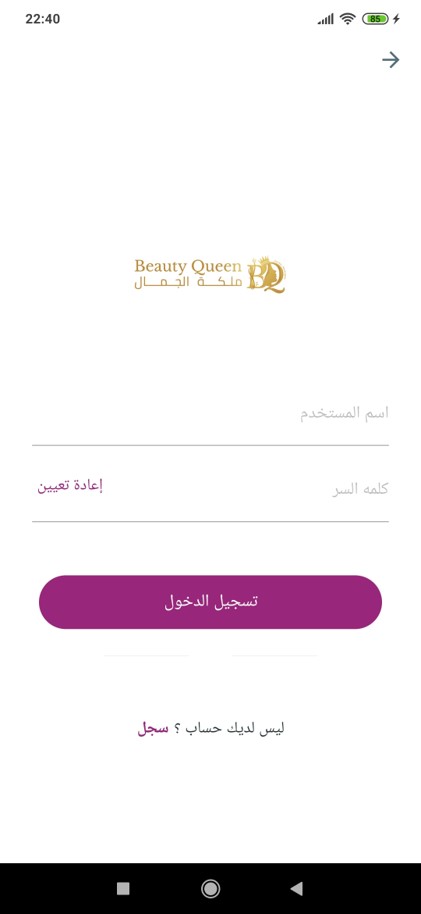 22:40
85
Beauty Queen BQ
ملكة الجمال
اسم المستخدم
كلمه السر
إعادة تعيين
تسجيل الدخول
ليس لديك حساب ؟ سجل